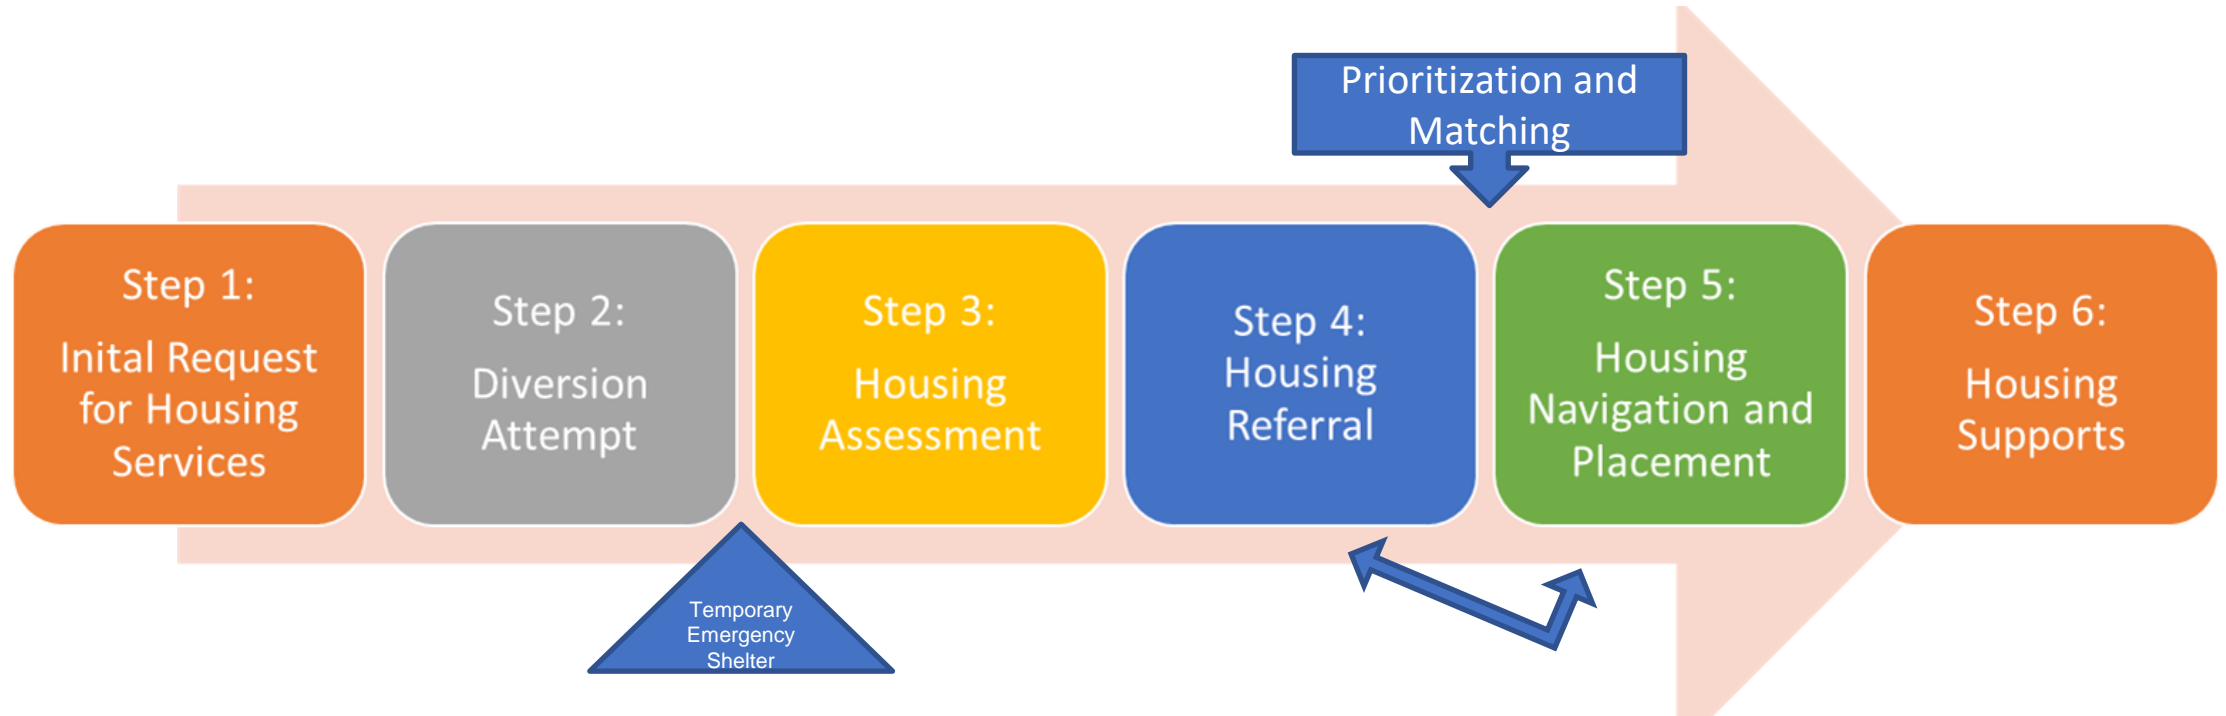 Prioritization and
Matching
Step 1:
Inital Request
for Housing
Services
Step 2:
Diversion
Attempt
Step 3:
Housing
Assessment
Step 4:
Housing
Referral
Step 5:
Housing
Navigation and
Placement
Step 6:
Housing
Supports
Temporary
Emergency
Shelter